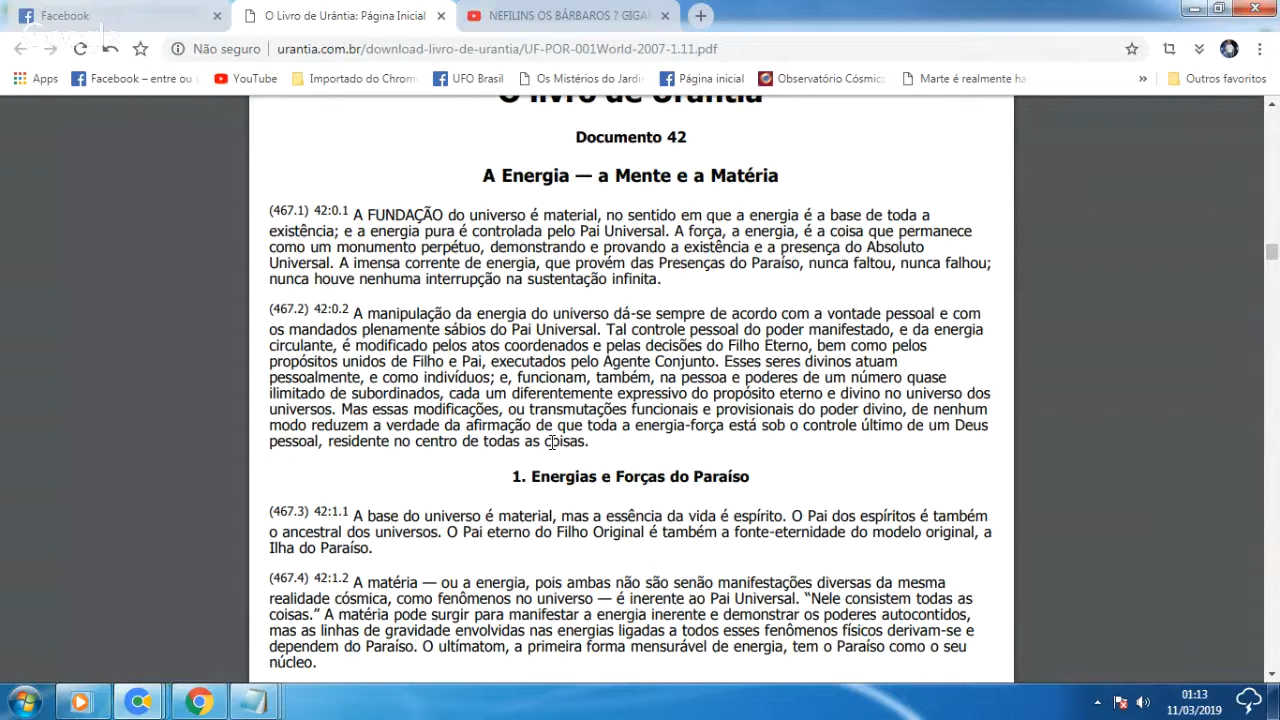 Facebook
O Livro de Urântia: Página Inicial
NEFILINS OS BÁRBAROS ? GIGA
Não seguro
urantia.com.br/download-livro-de-urantia/UF-POR-001World-2007-1.11.pdf
Apps
Facebook – entre ou c
YouTube
Importado do Chrom
UFO Brasil
Os Mistérios do Jardi
Página Inicial
Observatório Cósmic
Marte é realmente ha
»
Outros favoritos
O livro de Urântia
Documento 42
A Energia — a Mente e a Matéria
(467.1) 42:0.1 A FUNDAÇÃO do universo é material, no sentido em que a energia é a base de toda a
existência; e a energia pura é controlada pelo Pai Universal. A força, a energia, é a coisa que permanece
como um monumento perpétuo, demonstrando e provando a existência e a presença do Absoluto
Universal. A imensa corrente de energia, que provém das Presenças do Paraíso, nunca faltou, nunca falhou;
nunca houve nenhuma interrupção na sustentação infinita.
(467.2) 42:0.2 A manipulação da energia do universo dá-se sempre de acordo com a vontade pessoal e com
os mandados plenamente sábios do Pai Universal. Tal controle pessoal do poder manifestado, e da energia
circulante, é modificado pelos atos coordenados e pelas decisões do Filho Eterno, bem como pelos
propósitos unidos de Filho e Pai, executados pelo Agente Conjunto. Esses seres divinos atuam
pessoalmente, e como indivíduos; e, funcionam, também, na pessoa e poderes de um número quase
ilimitado de subordinados, cada um diferentemente expressivo do propósito eterno e divino no universo dos
universos. Mas essas modificações, ou transmutações funcionais e provisionais do poder divino, de nenhum
modo reduzem a verdade da afirmação de que toda a energia-força está sob o controle último de um Deus
pessoal, residente no centro de todas as coisas.
1. Energias e Forças do Paraíso
(467.3) 42:1.1 A base do universo é material, mas a essência da vida é espírito. O Pai dos espíritos é também
o ancestral dos universos. O Pai eterno do Filho Original é também a fonte-eternidade do modelo original, a
Ilha do Paraíso.
(467.4) 42:1.2 A matéria — ou a energia, pois ambas não são senão manifestações diversas da mesma
realidade cósmica, como fenômenos no universo — é inerente ao Pai Universal. “Nele consistem todas as
coisas.” A matéria pode surgir para manifestar a energia inerente e demonstrar os poderes autocontidos,
mas as linhas de gravidade envolvidas nas energias ligadas a todos esses fenômenos físicos derivam-se e
dependem do Paraíso. O ultímatom, a primeira forma mensurável de energia, tem o Paraíso como o seu
núcleo.
01:13
11/03/2019